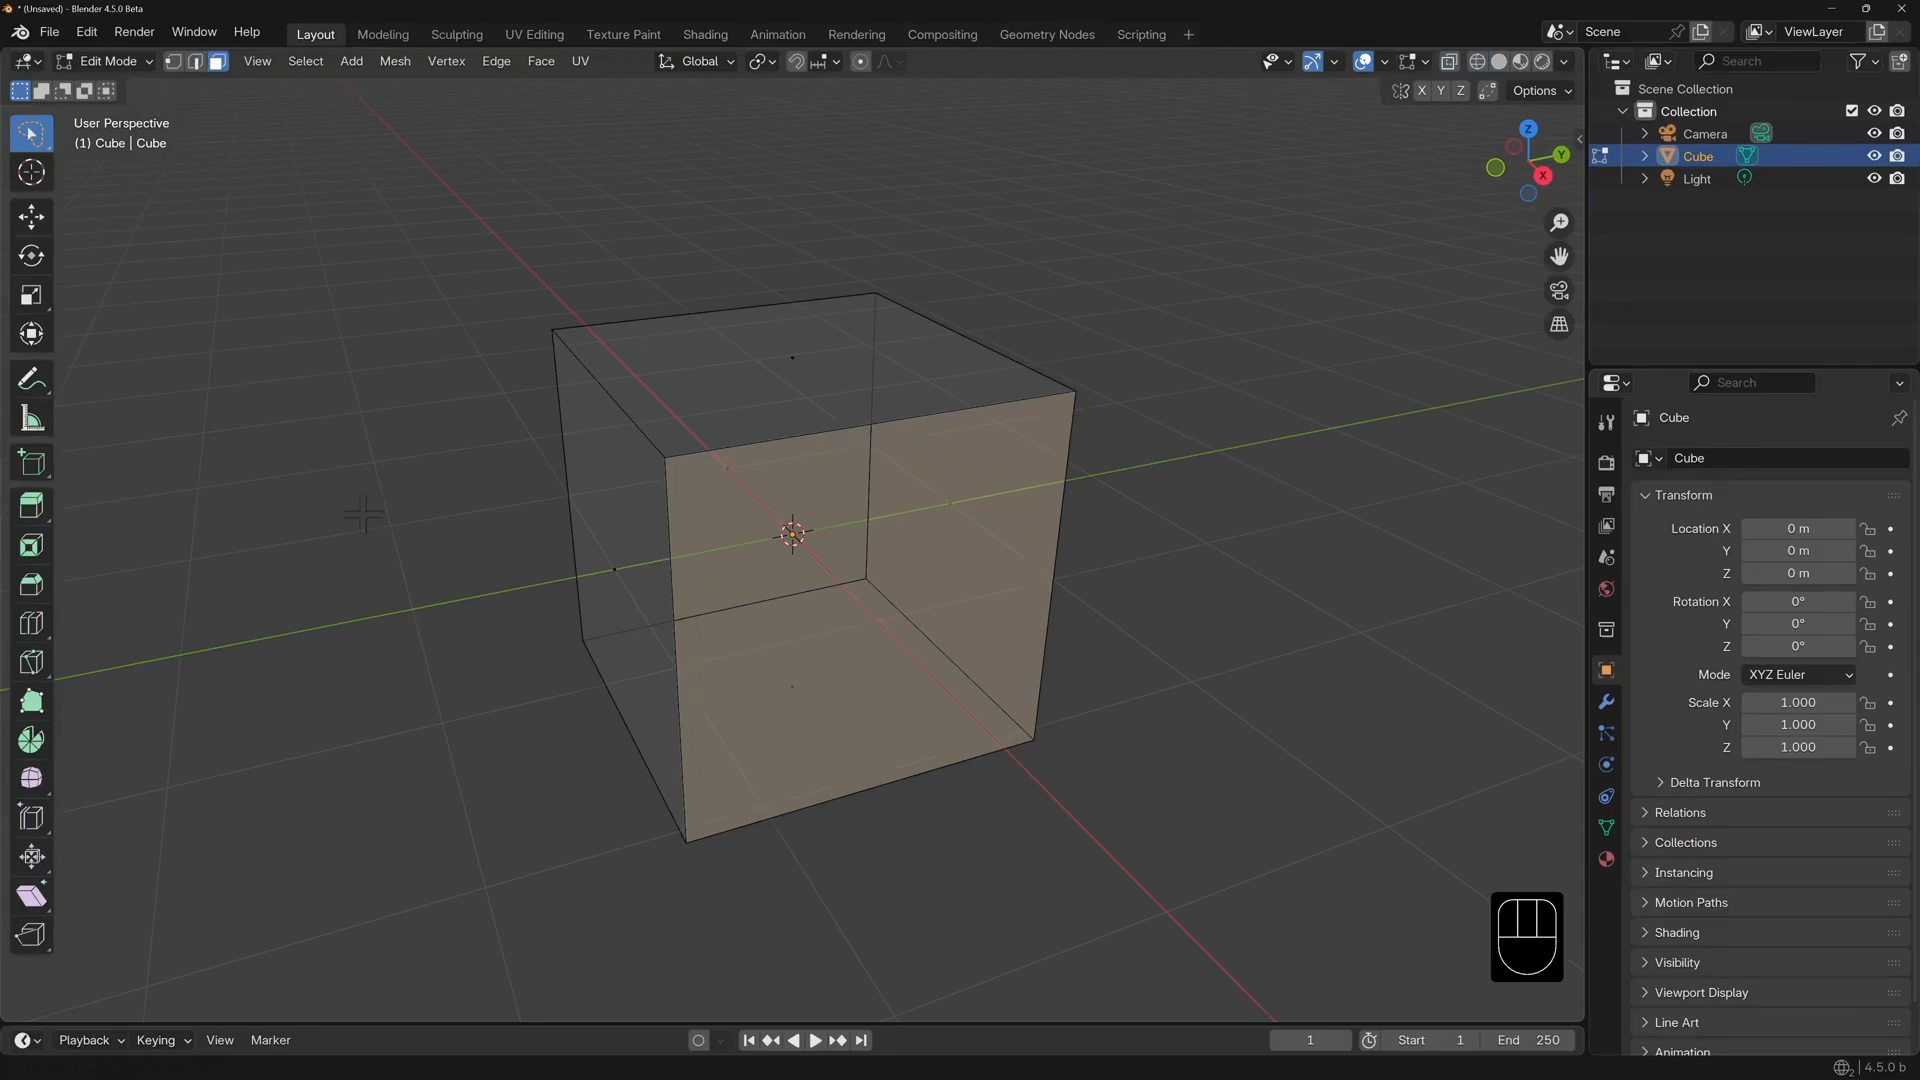 * (Unsaved) - Blender 4.5.0 Beta
File Edit Render Window Help Layout Modeling Sculpting UV Editing Texture Paint Shading Animation Rendering Compositing Geometry Nodes Scripting + Scene ViewLayer
Edit Mode View Select Add Mesh Vertex Edge Face UV Global Search
X Y Z Options
User Perspective
(1) Cube | Cube
Z
Y
X
Scene Collection
Collection
Camera
Cube
Light
Search
Cube
Cube
Transform
Location X 0 m
Y 0 m
Z 0 m
Rotation X 0°
Y 0°
Z 0°
Mode XYZ Euler
Scale X 1.000
Y 1.000
Z 1.000
Delta Transform
Relations
Collections
Instancing
Motion Paths
Shading
Visibility
Viewport Display
Line Art
Animation
Playback Keying View Marker 1 Start 1 End 250
2 4.5.0 b